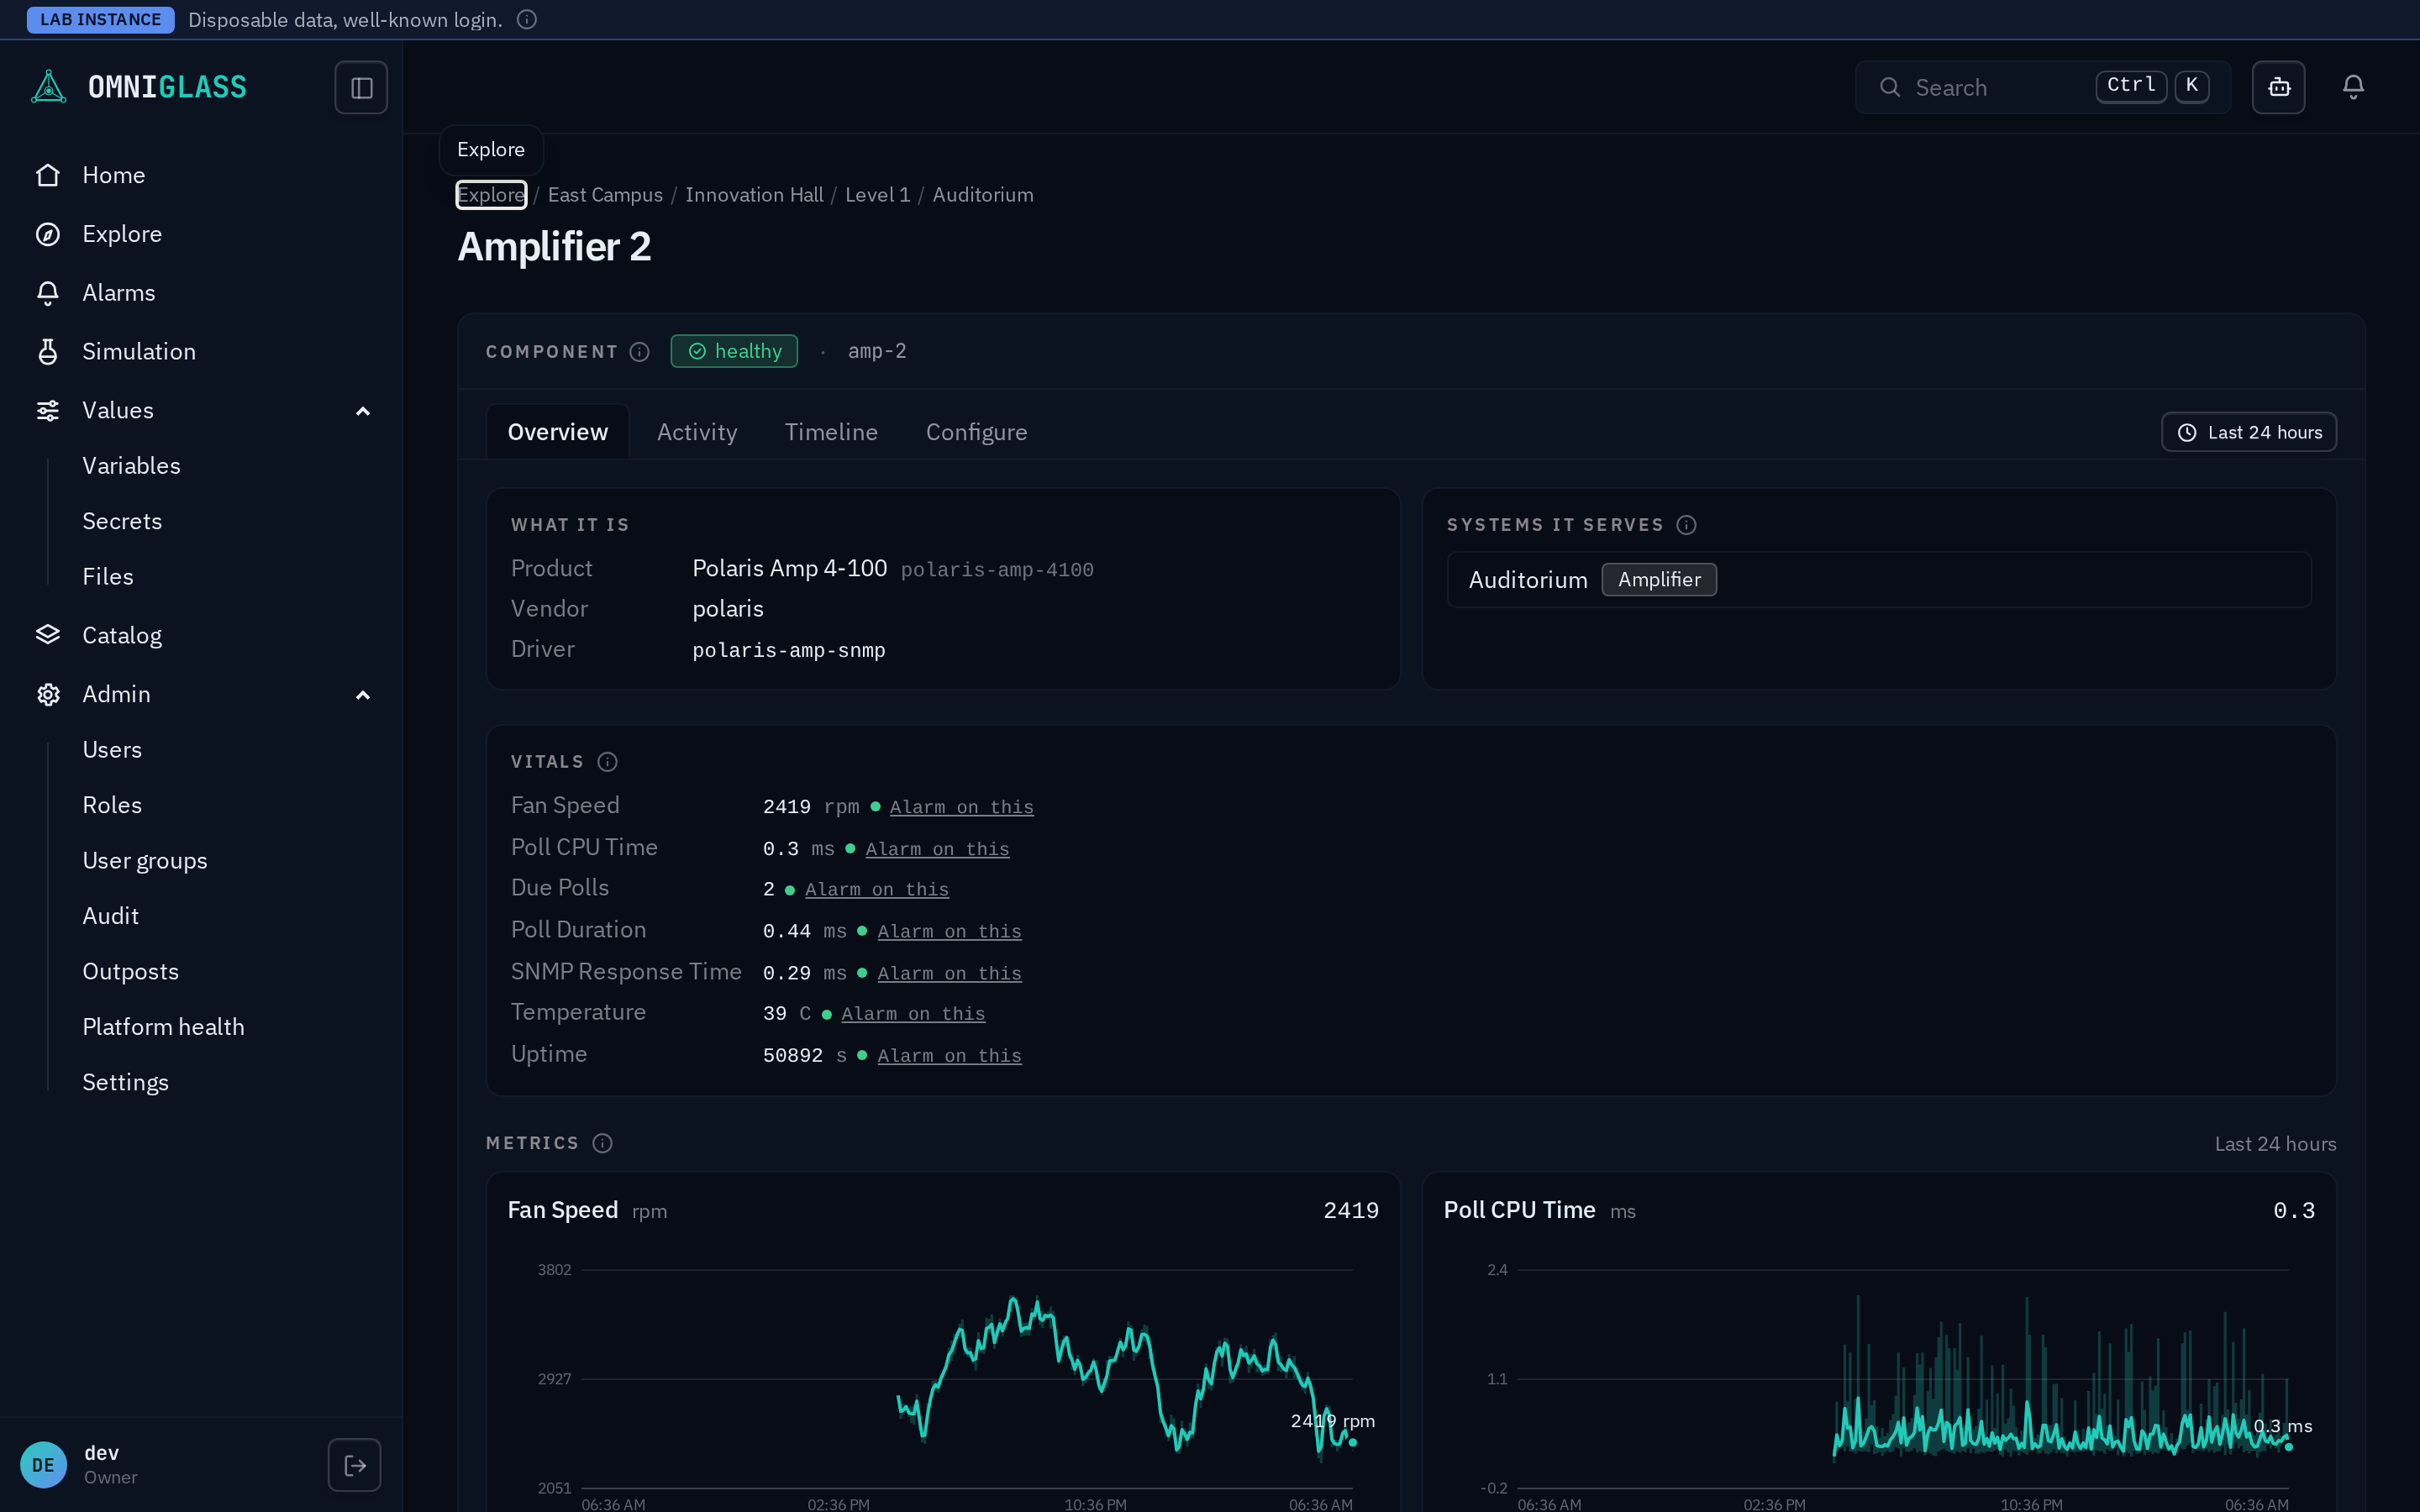 LAB INSTANCE Disposable data, well-known login.
OMNIGLASS
Search Ctrl K
Home
Explore
Alarms
Simulation
Values
Variables
Secrets
Files
Catalog
Admin
Users
Roles
User groups
Audit
Outposts
Platform health
Settings
DE dev
Owner
Explore
Explore / East Campus / Innovation Hall / Level 1 / Auditorium
Amplifier 2
COMPONENT healthy · amp-2
Overview Activity Timeline Configure Last 24 hours
WHAT IT IS
Product Polaris Amp 4-100 polaris-amp-4100
Vendor polaris
Driver polaris-amp-snmp
SYSTEMS IT SERVES
Auditorium Amplifier
VITALS
Fan Speed 2419 rpm Alarm on this
Poll CPU Time 0.3 ms Alarm on this
Due Polls 2 Alarm on this
Poll Duration 0.44 ms Alarm on this
SNMP Response Time 0.29 ms Alarm on this
Temperature 39 C Alarm on this
Uptime 50892 s Alarm on this
METRICS Last 24 hours
Fan Speed rpm 2419
3802
2927
2419 rpm
2051
06:36 AM 02:36 PM 10:36 PM 06:36 AM
Poll CPU Time ms 0.3
2.4
1.1
0.3 ms
-0.2
06:36 AM 02:36 PM 10:36 PM 06:36 AM